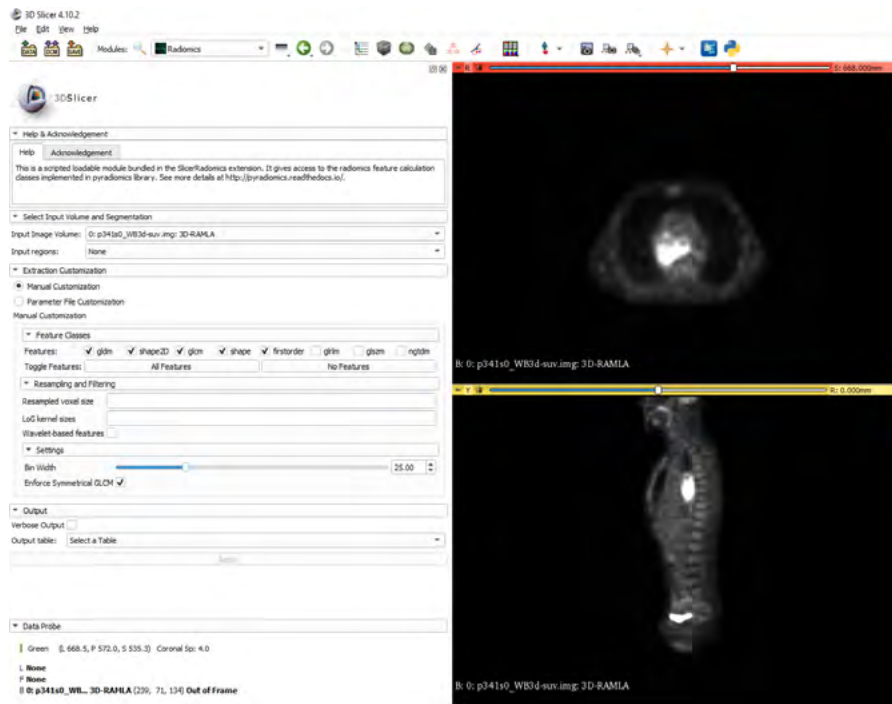 3D Slicer 4.10.2
File Edit View Help
DATA DCM SAVE Modules: Radiomics
R S: 668.000mm
3DSlicer
Help & Acknowledgement
Help Acknowledgement
This is a scripted loadable module bundled in the SlicerRadiomics extension. It gives access to the radiomics feature calculation
classes implemented in pyradiomics library. See more details at http://pyradiomics.readthedocs.io/.
Select Input Volume and Segmentation
Input Image Volume: 0: p341s0_WB3d-suv.img: 3D-RAMLA
Input regions: None
Extraction Customization
Manual Customization
Parameter File Customization
Manual Customization
Feature Classes
Features: gldm shape2D glcm shape firstorder glrlm glszm ngtdm
Toggle Features: All Features No Features
Resampling and Filtering
Resampled voxel size
LoG kernel sizes
Wavelet-based features
Settings
Bin Width 25.00
Enforce Symmetrical GLCM
Output
Verbose Output
Output table: Select a Table
Apply
Data Probe
Green (L 668.5, P 572.0, S 535.3) Coronal Sp: 4.0
L None
F None
B 0: p341s0_WB... 3D-RAMLA (239, 71, 134) Out of Frame
B: 0: p341s0_WB3d-suv.img: 3D-RAMLA
Y R: 0.000mm
B: 0: p341s0_WB3d-suv.img: 3D-RAMLA